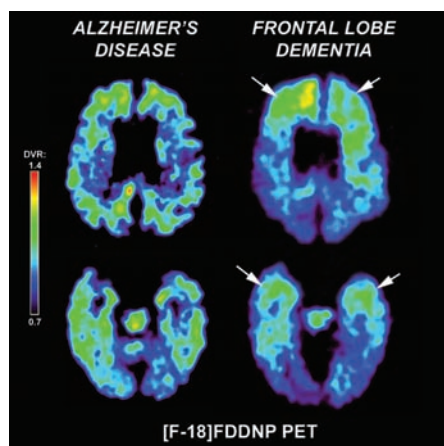 ALZHEIMER'S
DISEASE
FRONTAL LOBE
DEMENTIA
DVR:
1.4
0.7
[F-18]FDDNP PET